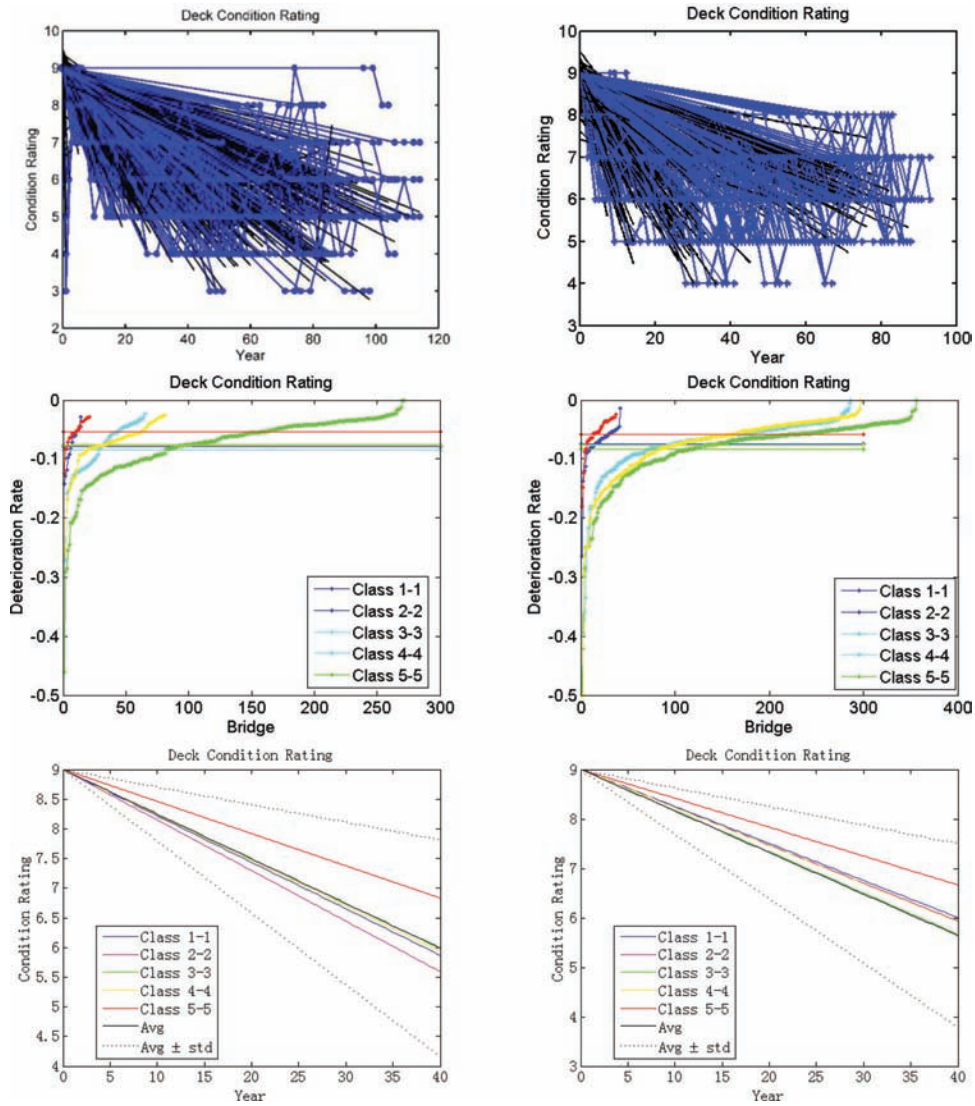 Deck Condition Rating
10
9
8
7
6
5
4
3
2
0 20 40 60 80 100 120
Condition Rating
Year
Deck Condition Rating
10
9
8
7
6
5
4
3
0 20 40 60 80 100
Condition Rating
Year
Deck Condition Rating
0
-0.1
-0.2
-0.3
-0.4
-0.5
0 50 100 150 200 250 300
Deterioration Rate
Bridge
Class 1-1
Class 2-2
Class 3-3
Class 4-4
Class 5-5
Deck Condition Rating
0
-0.1
-0.2
-0.3
-0.4
-0.5
0 100 200 300 400
Deterioration Rate
Bridge
Class 1-1
Class 2-2
Class 3-3
Class 4-4
Class 5-5
Deck Condition Rating
9
8.5
8
7.5
7
6.5
6
5.5
5
4.5
4
0 5 10 15 20 25 30 35 40
Condition Rating
Year
Class 1-1
Class 2-2
Class 3-3
Class 4-4
Class 5-5
Avg
Avg ± std
Deck Condition Rating
9
8
7
6
5
4
3
0 5 10 15 20 25 30 35 40
Condition Rating
Year
Class 1-1
Class 2-2
Class 3-3
Class 4-4
Class 5-5
Avg
Avg ± std